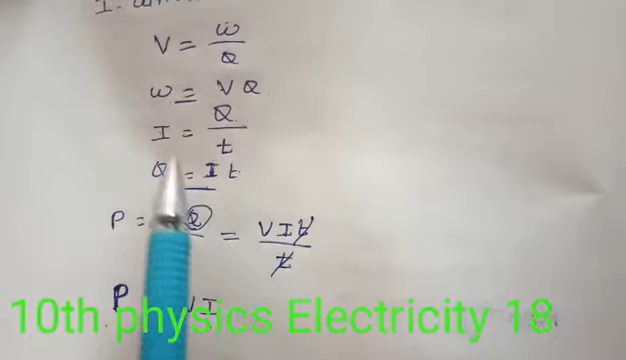 V = W/Q
W = VQ
I = Q/t
Q = It
P = Q = VIt/t
P VI
10th physics Electricity 18